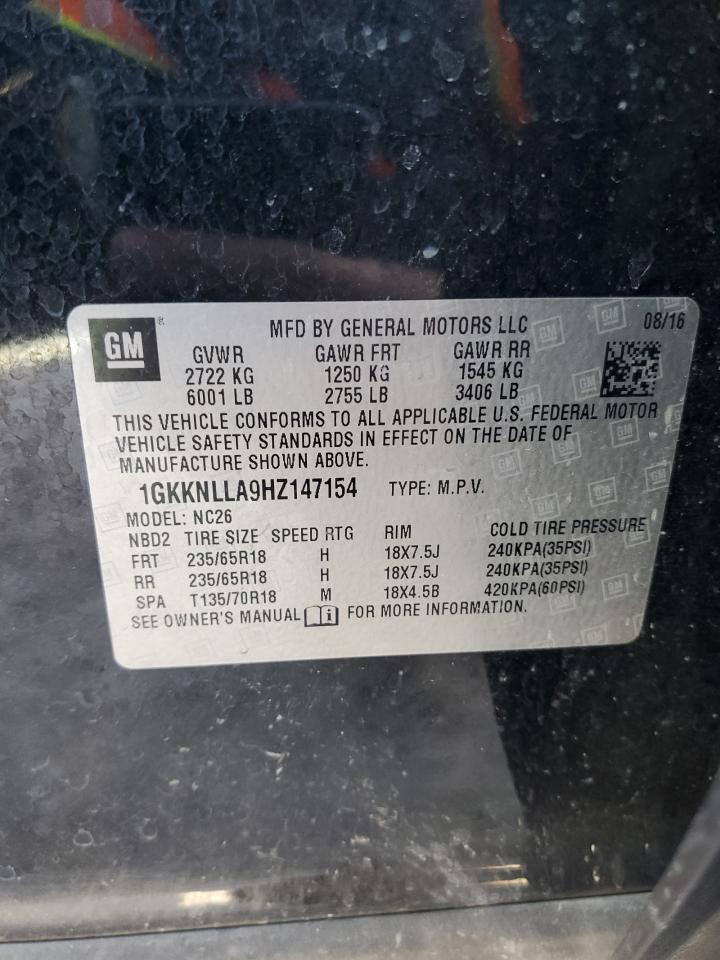 GM ® MFD BY GENERAL MOTORS LLC 08/16
GVWR GAWR FRT GAWR RR
2722 KG 1250 KG 1545 KG
6001 LB 2755 LB 3406 LB
THIS VEHICLE CONFORMS TO ALL APPLICABLE U.S. FEDERAL MOTOR
VEHICLE SAFETY STANDARDS IN EFFECT ON THE DATE OF
MANUFACTURE SHOWN ABOVE.
1GKKNLLA9HZ147154 TYPE: M.P.V.
MODEL: NC26
NBD2 TIRE SIZE SPEED RTG RIM COLD TIRE PRESSURE
FRT 235/65R18 H 18X7.5J 240KPA(35PSI)
RR 235/65R18 H 18X7.5J 240KPA(35PSI)
SPA T135/70R18 M 18X4.5B 420KPA(60PSI)
SEE OWNER'S MANUAL i FOR MORE INFORMATION.